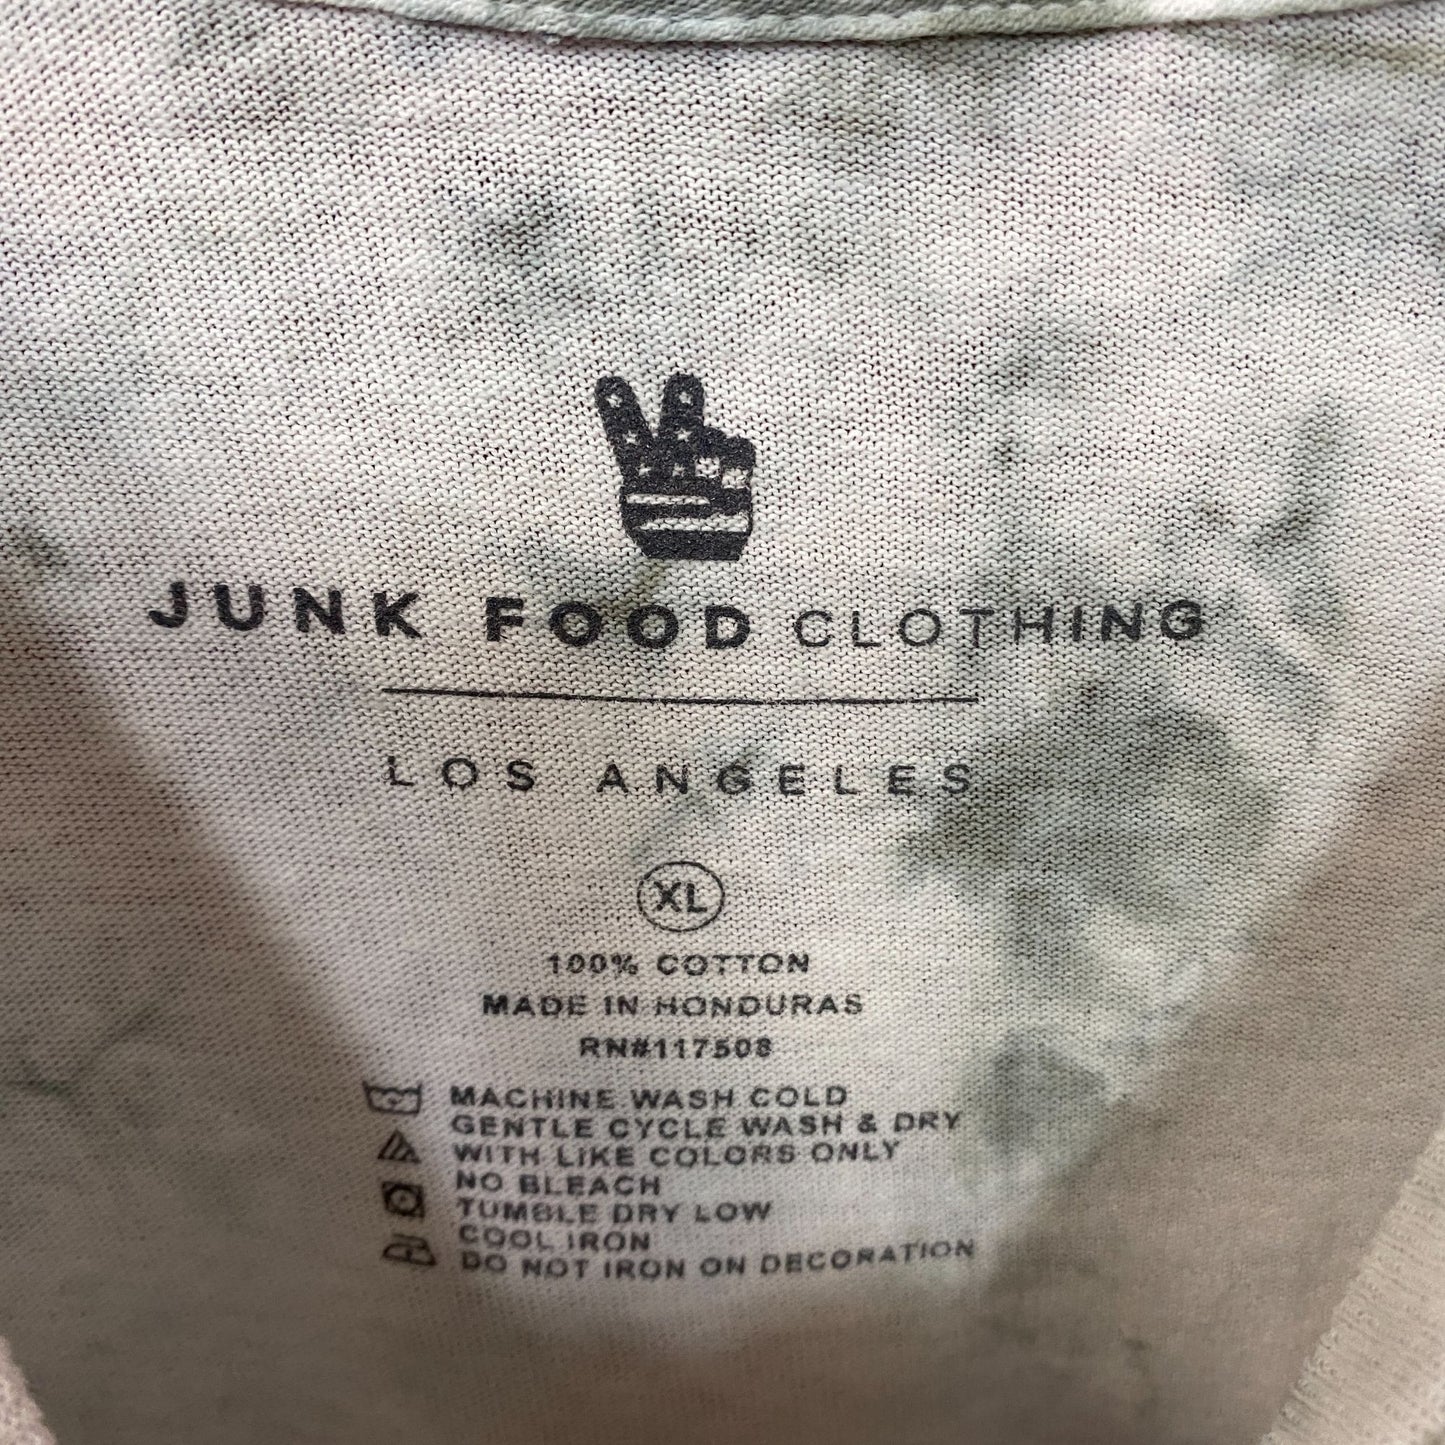 JUNK FOOD CLOTHING
LOS ANGELES
XL
100% COTTON
MADE IN HONDURAS
RN#117508
MACHINE WASH COLD
GENTLE CYCLE WASH & DRY
WITH LIKE COLORS ONLY
NO BLEACH
TUMBLE DRY LOW
COOL IRON
DO NOT IRON ON DECORATION